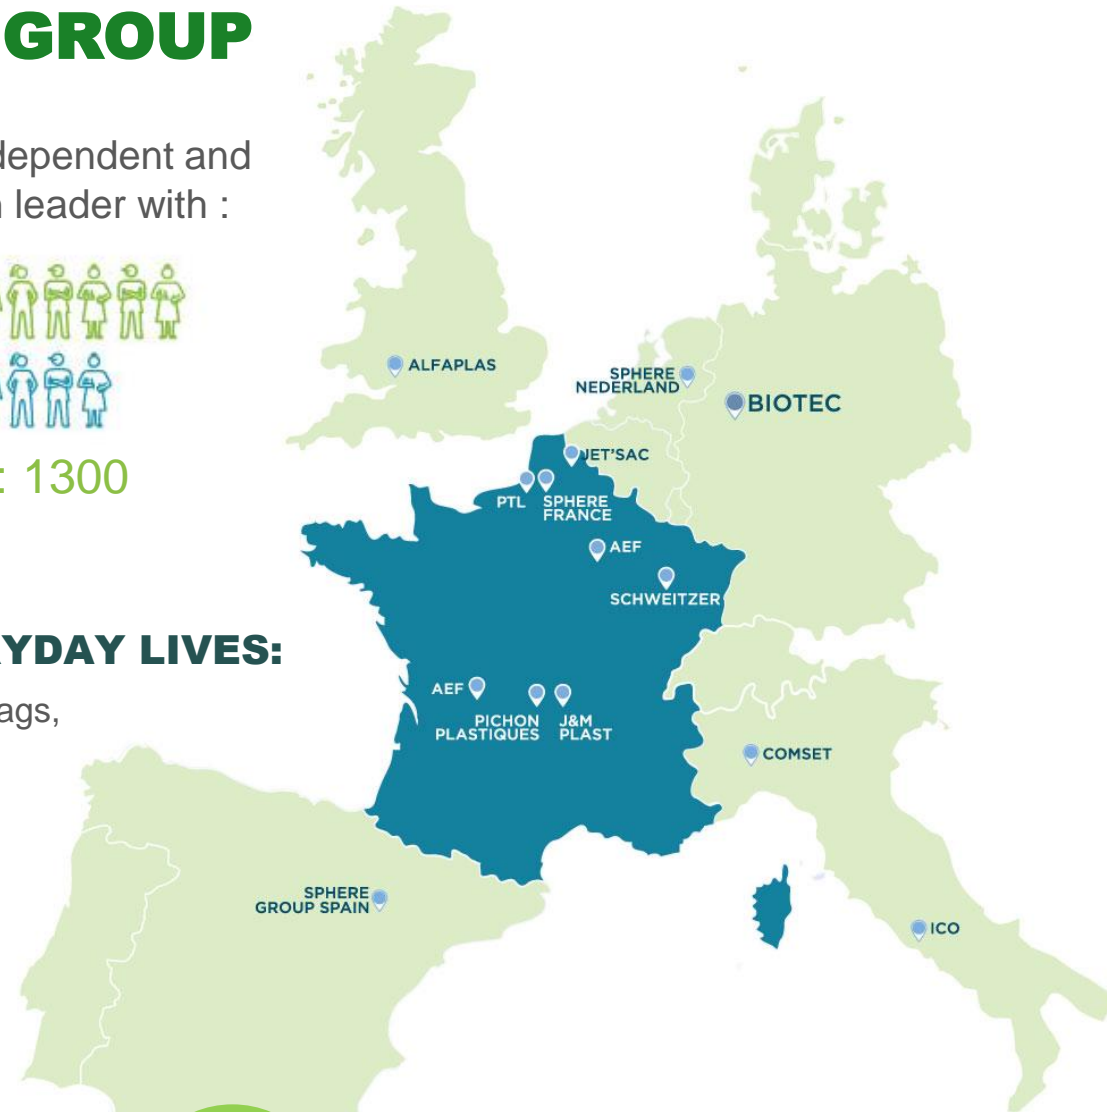 GROUP
dependent and
leader with :
: 1300
YDAY LIVES:
ags,
ALFAPLAS
SPHERE
NEDERLAND
BIOTEC
JET'SAC
PTL
SPHERE
FRANCE
AEF
SCHWEITZER
AEF
PICHON
PLASTIQUES
J&M
PLAST
COMSET
SPHERE
GROUP SPAIN
ICO